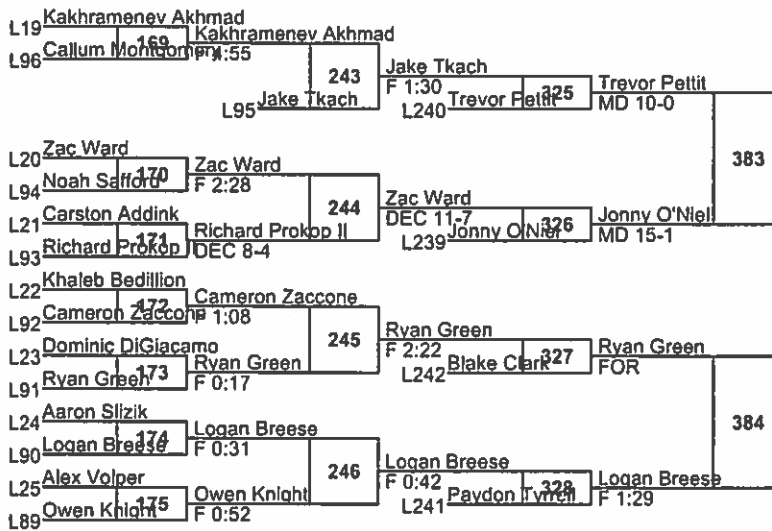 Kakhramenev Akhmad
L19
169
Kakhramenev Akhmad
Callum Montgomery
F 4:55
L96
243
Jake Tkach
F 1:30
Jake Tkach
L95
325
Trevor Pettit
MD 10-0
Trevor Pettit
L240
383
Zac Ward
L20
170
Zac Ward
F 2:28
Noah Safford
L94
244
Zac Ward
DEC 11-7
Carston Addink
L21
171
Richard Prokop II
DEC 8-4
Richard Prokop II
L93
326
Jonny O'Niel
L239
Jonny O'Niel
MD 15-1
Khaleb Bedillion
L22
172
Cameron Zaccone
F 1:08
Cameron Zaccone
L92
245
Ryan Green
F 2:22
Dominic DiGiacamo
L23
173
Ryan Green
F 0:17
Ryan Green
L91
327
Blake Clark
L242
Ryan Green
FOR
384
Aaron Slizik
L24
174
Logan Breese
F 0:31
Logan Breese
L90
246
Logan Breese
F 0:42
Alex Volper
L25
175
Owen Knight
F 0:52
Owen Knight
L89
328
Paydon Tyrrell
L241
Logan Breese
F 1:29